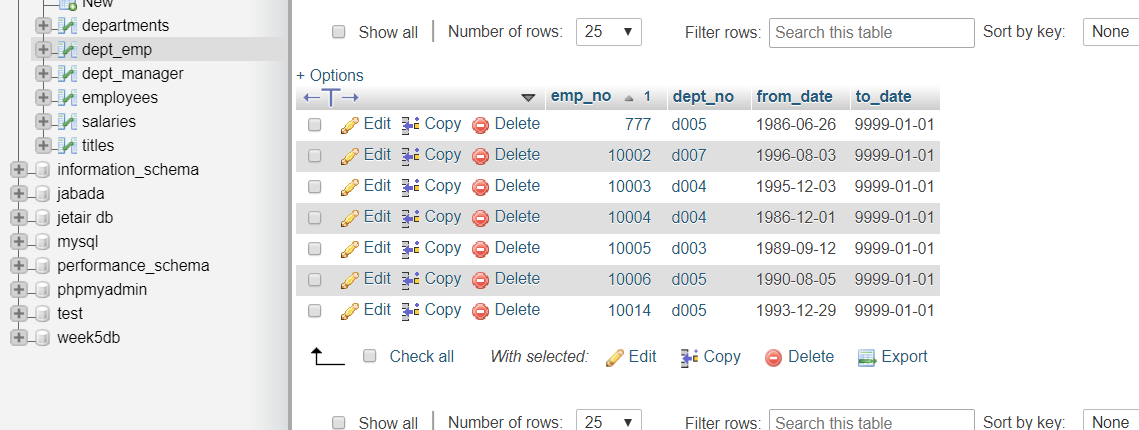 New
departments
dept_emp
dept_manager
employees
salaries
titles
information_schema
jabada
jetair db
mysql
performance_schema
phpmyadmin
test
week5db
Show all | Number of rows: 25 Filter rows: Search this table Sort by key: None
+ Options
emp_no 1 dept_no from_date to_date
Edit Copy Delete 777 d005 1986-06-26 9999-01-01
Edit Copy Delete 10002 d007 1996-08-03 9999-01-01
Edit Copy Delete 10003 d004 1995-12-03 9999-01-01
Edit Copy Delete 10004 d004 1986-12-01 9999-01-01
Edit Copy Delete 10005 d003 1989-09-12 9999-01-01
Edit Copy Delete 10006 d005 1990-08-05 9999-01-01
Edit Copy Delete 10014 d005 1993-12-29 9999-01-01
Check all With selected: Edit Copy Delete Export
Show all | Number of rows: 25 Filter rows: Search this table Sort by key: None